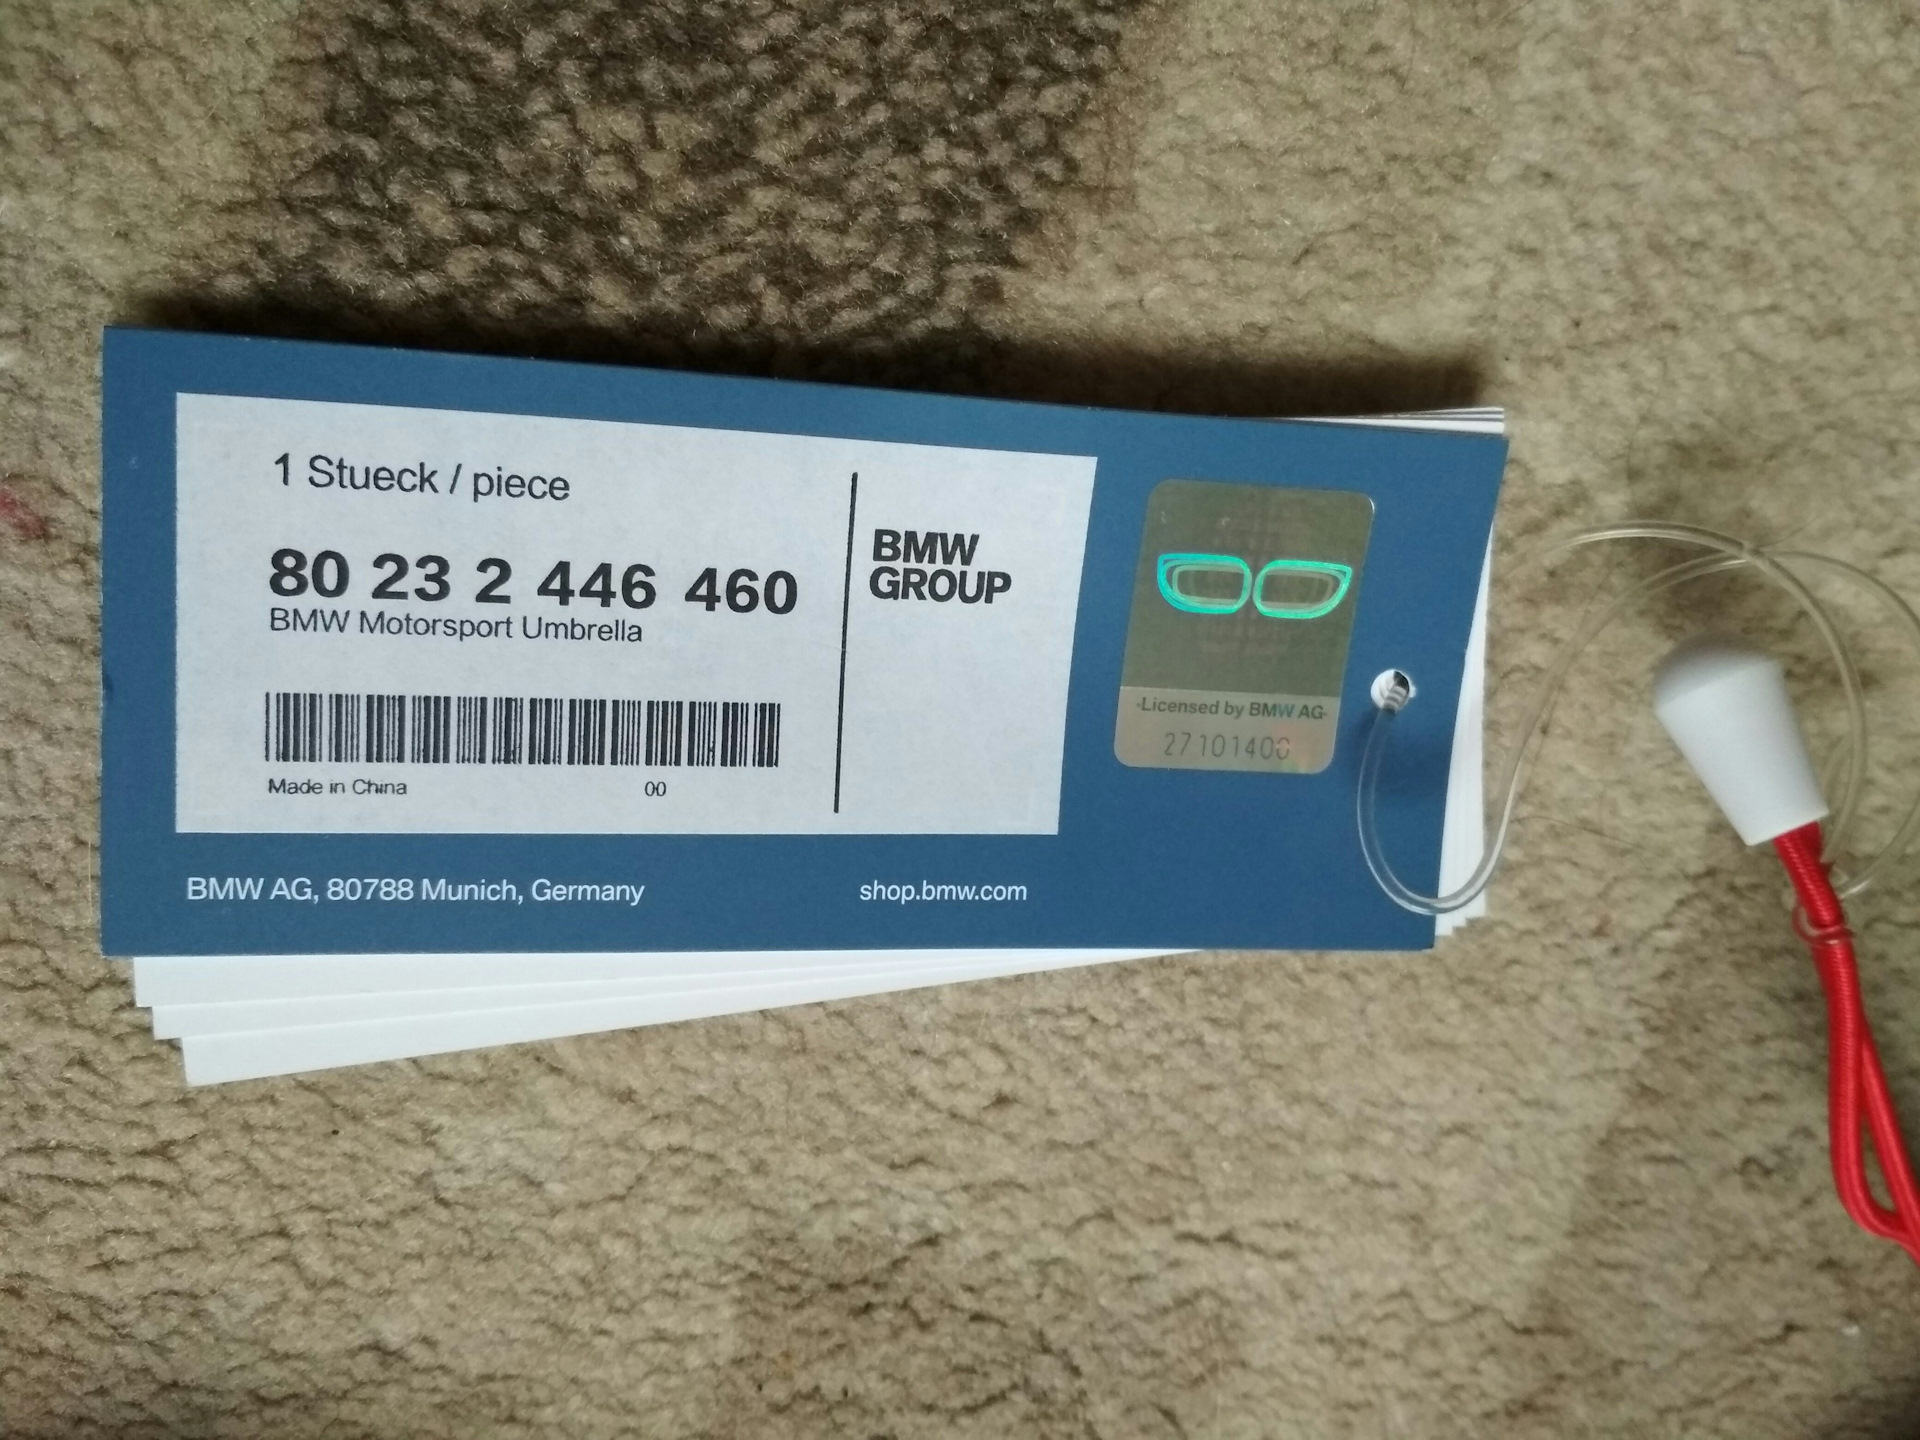 1 Stueck / piece
80 23 2 446 460
BMW Motorsport Umbrella
Made in China 00
BMW
GROUP
-Licensed by BMW AG-
27101400
BMW AG, 80788 Munich, Germany shop.bmw.com